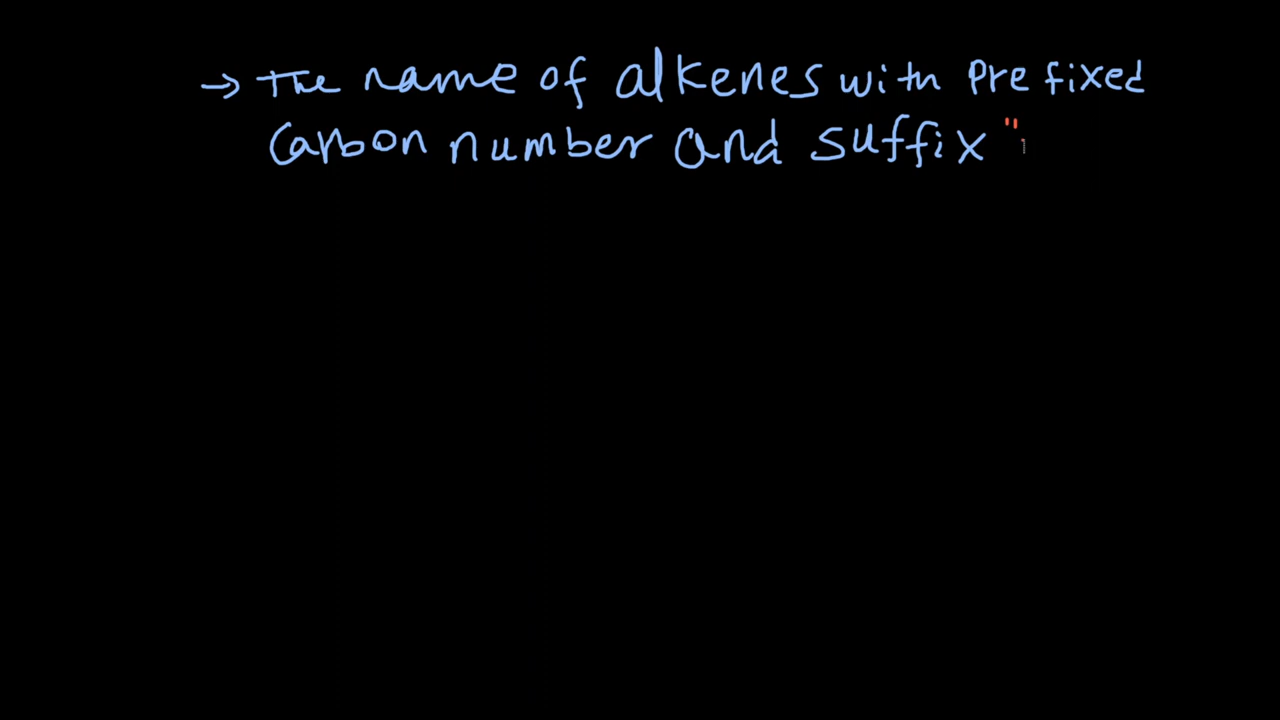 → The name of alkenes with Prefixed
Carbon number and suffix "